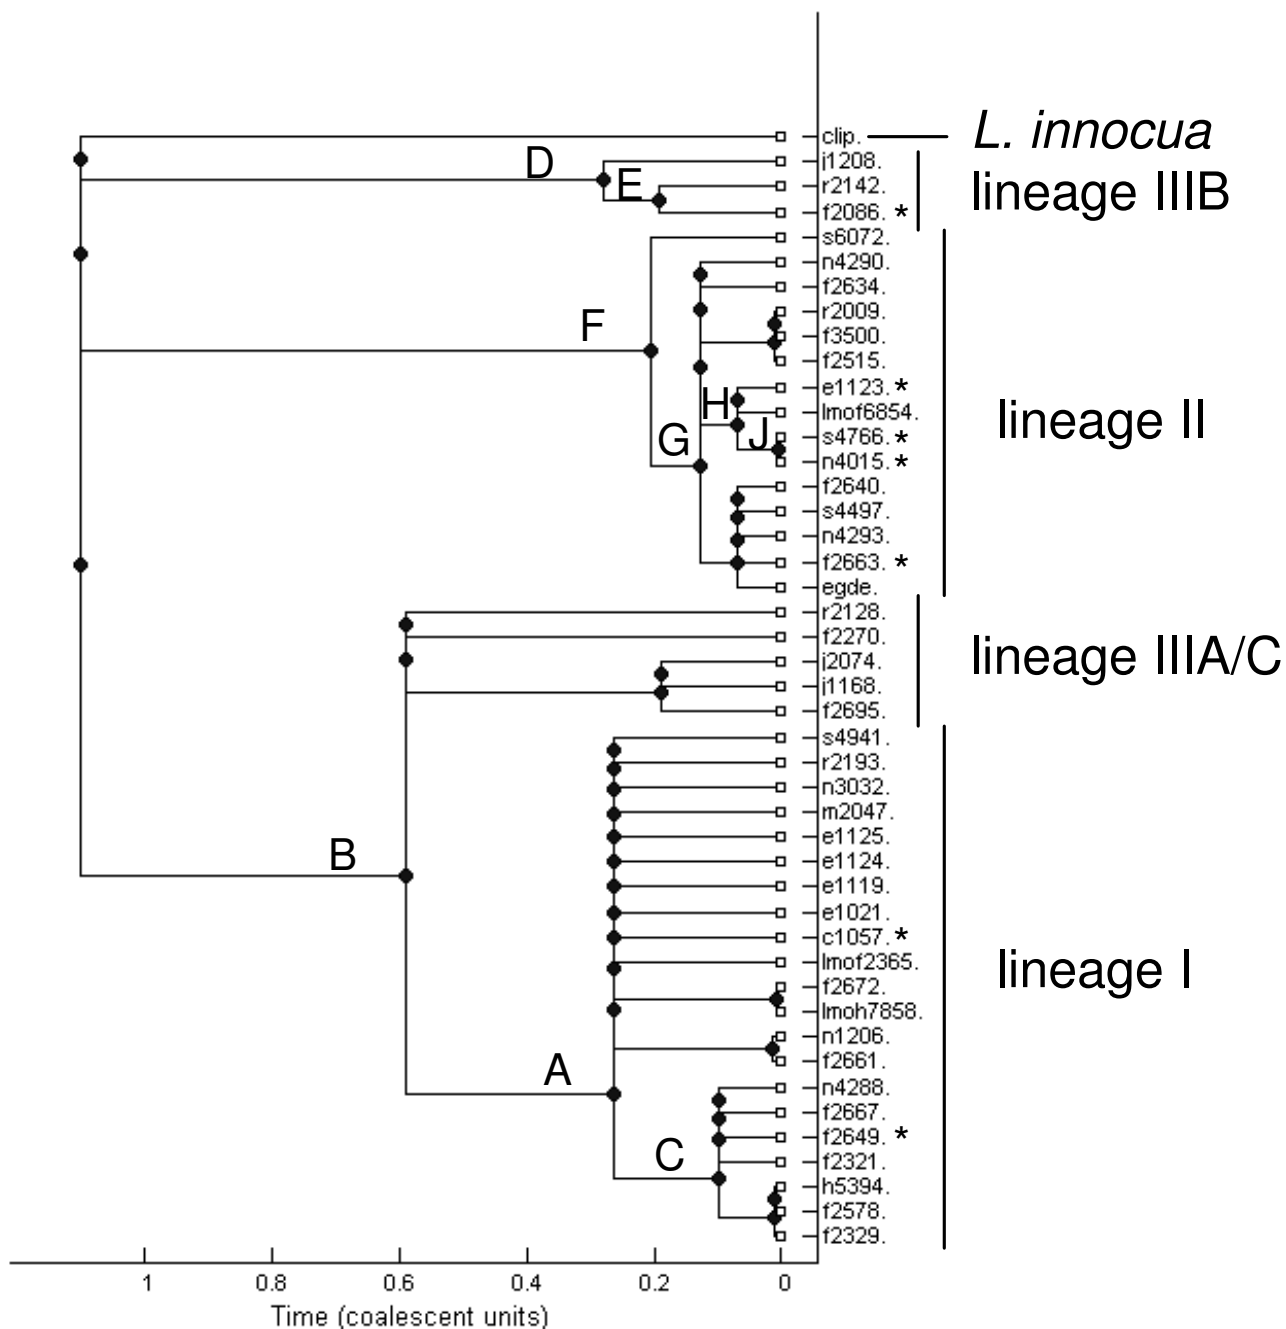 clip. L. innocua
D
j1208.
E r2142. lineage IIIB
f2086. *
s6072.
n4290.
f2634.
r2009.
F
f3500.
f2515.
e1123. *
H lmof6854. lineage II
G J s4766. *
n4015. *
f2640.
s4497.
n4293.
f2663. *
egde.
r2128.
f2270.
j2074. lineage IIIA/C
j1168.
f2695.
s4941.
r2193.
n3032.
m2047.
e1125.
B
e1124.
e1119.
e1021.
c1057. *
lmof2365. lineage I
f2672.
lmoh7858.
n1206.
f2661.
A
n4288.
f2667.
f2649. *
C
f2321.
h5394.
f2578.
f2329.
1 0.8 0.6 0.4 0.2 0
Time (coalescent units)